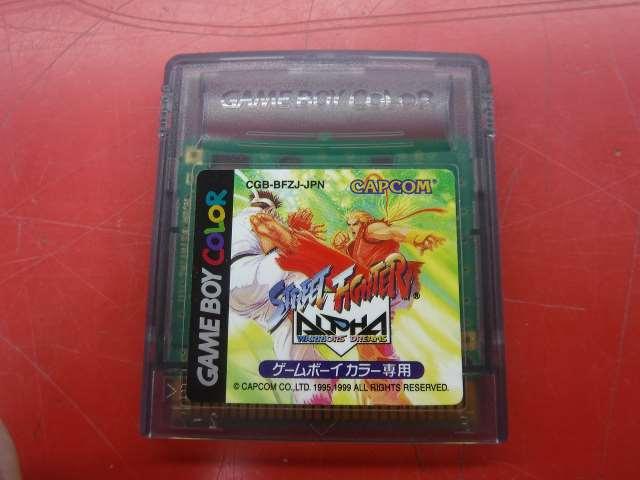 GAME BOY COLOR
CGB-BFZJ-JPN
CAPCOM
GAME BOY COLOR
STREET FIGHTER®
ALPHA
WARRIORS' DREAMS
ゲームボーイカラー専用
© CAPCOM CO.,LTD. 1995,1999 ALL RIGHTS RESERVED.